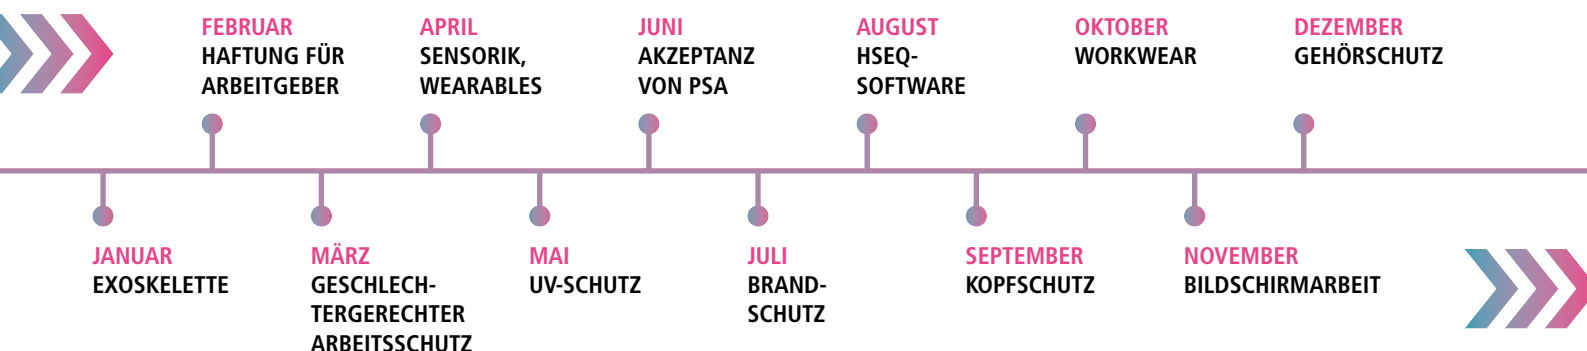 FEBRUAR
HAFTUNG FÜR
ARBEITGEBER
APRIL
SENSORIK,
WEARABLES
JUNI
AKZEPTANZ
VON PSA
AUGUST
HSEQ-
SOFTWARE
OKTOBER
WORKWEAR
DEZEMBER
GEHÖRSCHUTZ
JANUAR
EXOSKELETTE
MÄRZ
GESCHLECH-
TERGERECHTER
ARBEITSSCHUTZ
MAI
UV-SCHUTZ
JULI
BRAND-
SCHUTZ
SEPTEMBER
KOPFSCHUTZ
NOVEMBER
BILDSCHIRMARBEIT